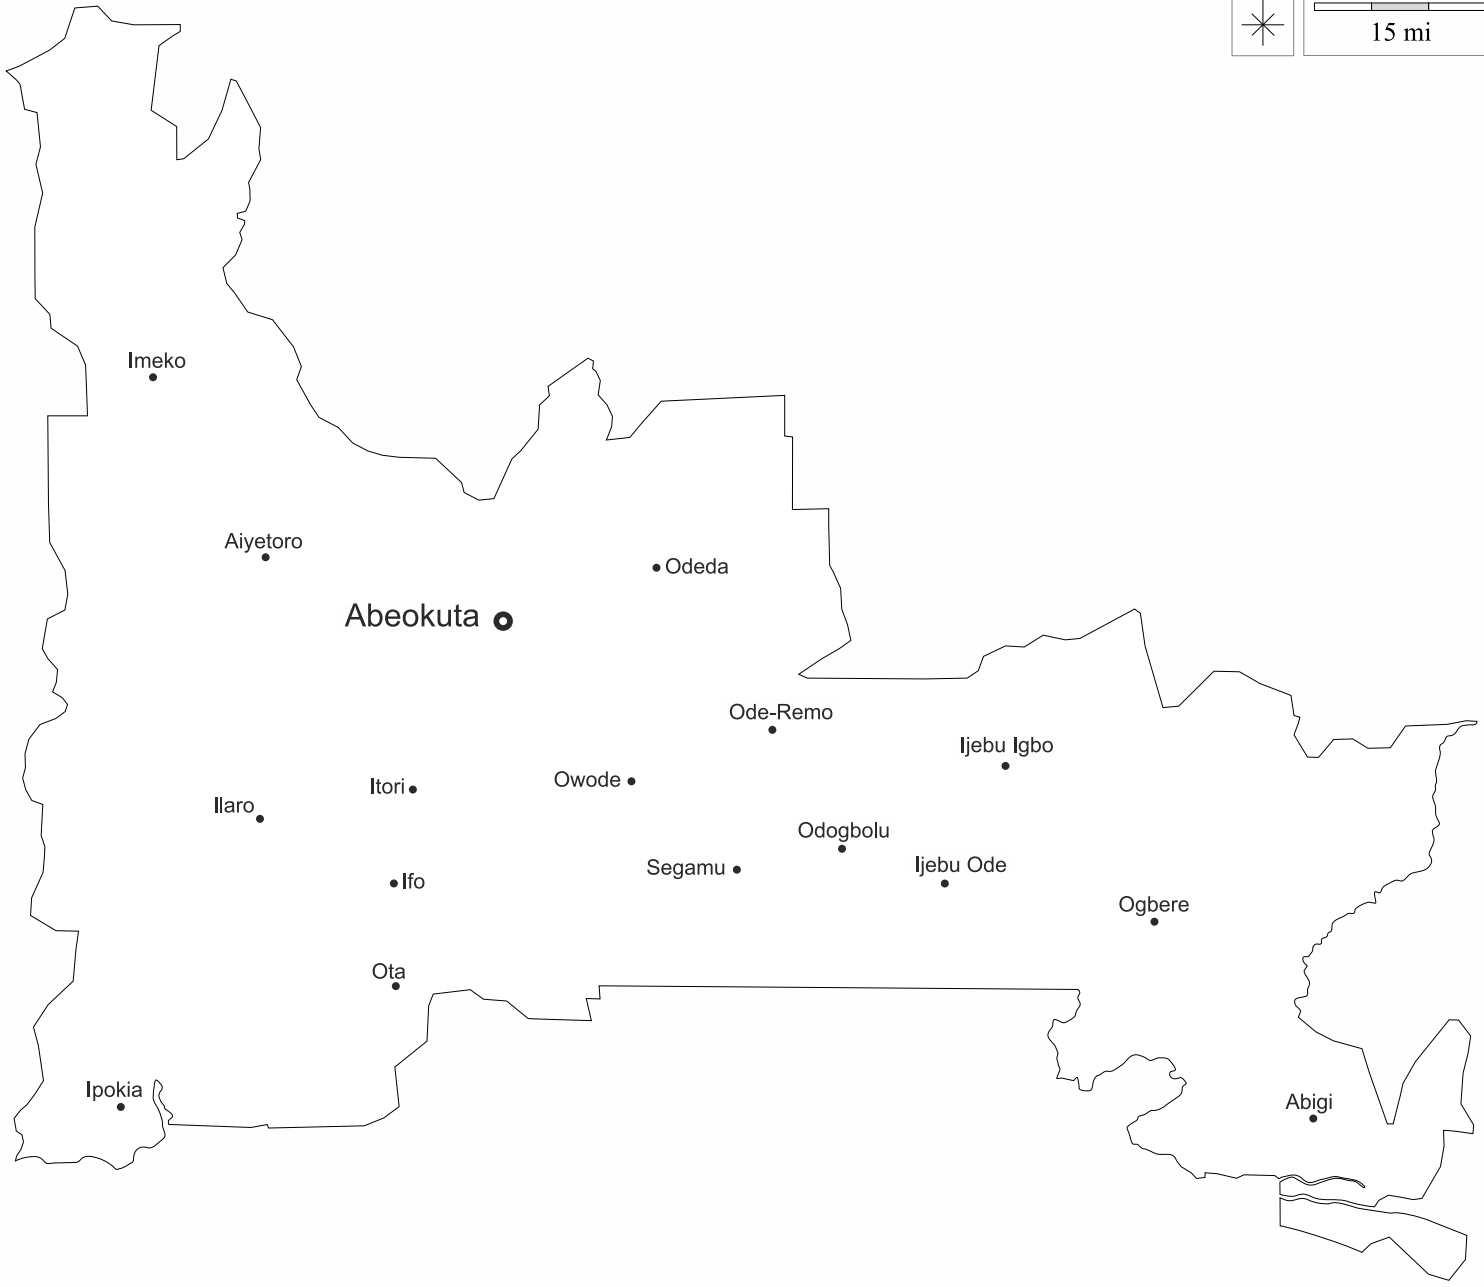 15 mi
Imeko
Aiyetoro
Odeda
Abeokuta
Ode-Remo
Ijebu Igbo
Owode
Itori
Ilaro
Odogbolu
Segamu
Ijebu Ode
Ifo
Ogbere
Ota
Ipokia
Abigi